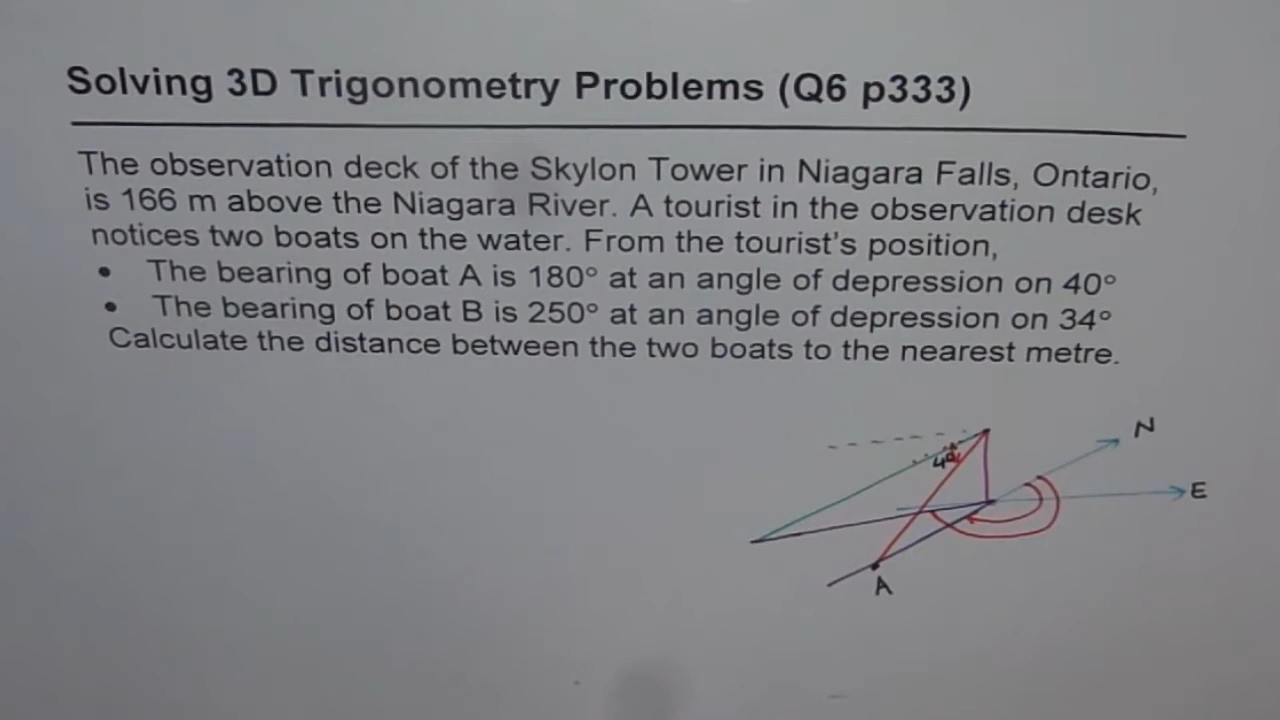 Solving 3D Trigonometry Problems (Q6 p333)
The observation deck of the Skylon Tower in Niagara Falls, Ontario,
is 166 m above the Niagara River. A tourist in the observation desk
notices two boats on the water. From the tourist's position,
• The bearing of boat A is 180° at an angle of depression on 40°
• The bearing of boat B is 250° at an angle of depression on 34°
Calculate the distance between the two boats to the nearest metre.
N
40°
E
A